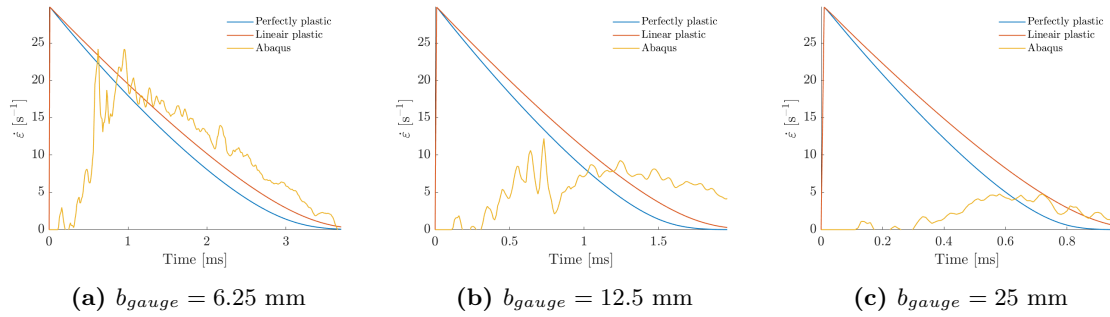 Perfectly plastic
Lineair plastic
Abaqus
25
20
15
10
5
0
ε̇ [s⁻¹]
0 1 2 3
Time [ms]
(a) b_gauge = 6.25 mm
Perfectly plastic
Linear plastic
Abaqus
25
20
15
10
5
0
ε̇ [s⁻¹]
0 0.5 1 1.5
Time [ms]
(b) b_gauge = 12.5 mm
Perfectly plastic
Linear plastic
Abaqus
25
20
15
10
5
0
ε̇ [s⁻¹]
0 0.2 0.4 0.6 0.8
Time [ms]
(c) b_gauge = 25 mm